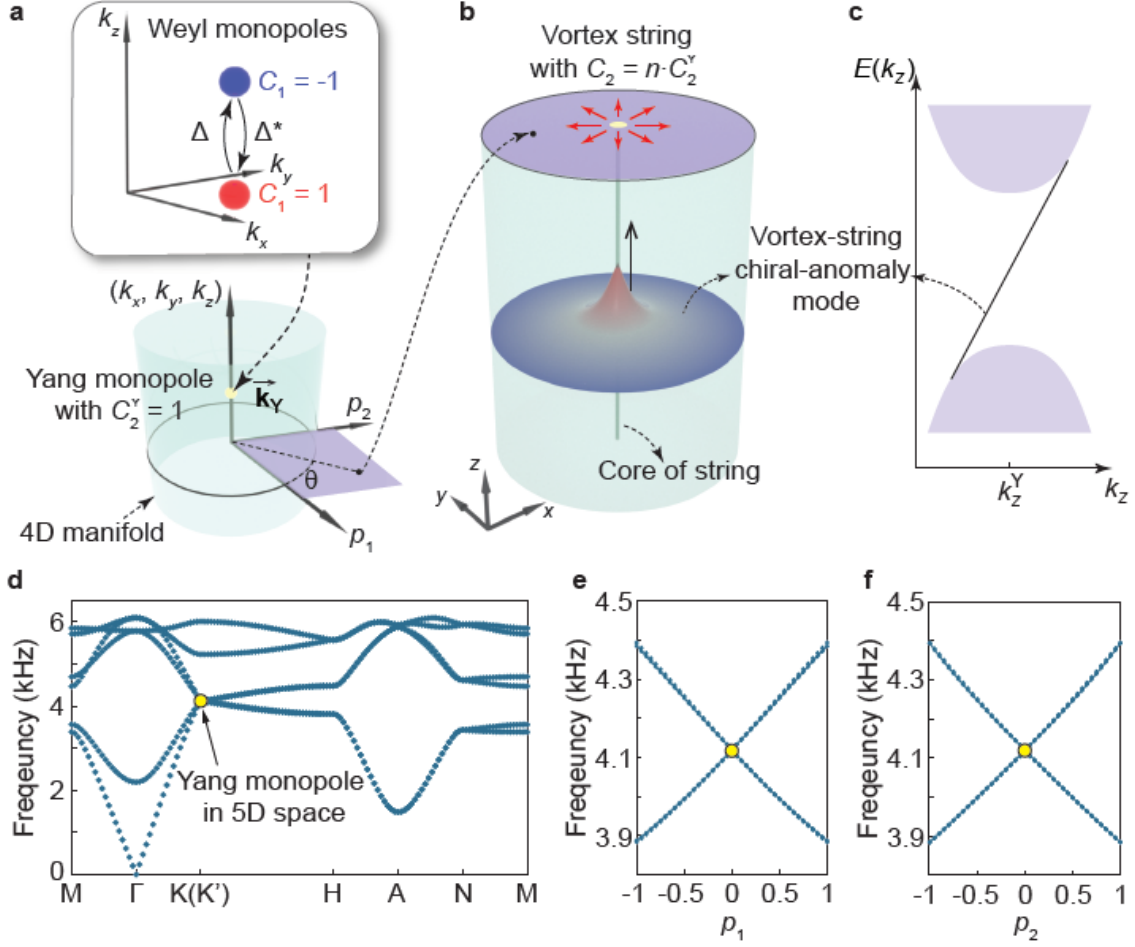 a
Weyl monopoles
k_z
C_1 = -1
Δ
Δ*
k_y
C_1 = 1
k_x
(k_x, k_y, k_z)
Yang monopole
with C_2^Y = 1
k_Y
p_2
θ
4D manifold
p_1
b
Vortex string
with C_2 = n·C_2^Y
Vortex-string
chiral-anomaly
mode
Core of string
z
y
x
c
E(k_z)
k_z^Y
k_z
d
Freqeuncy (kHz)
6
4
2
0
Yang monopole
in 5D space
M Γ K(K') H A N M
e
Freqeuncy (kHz)
4.5
4.3
4.1
3.9
-1 -0.5 0 0.5 1
p_1
f
Freqeuncy (kHz)
4.5
4.3
4.1
3.9
-1 -0.5 0 0.5 1
p_2